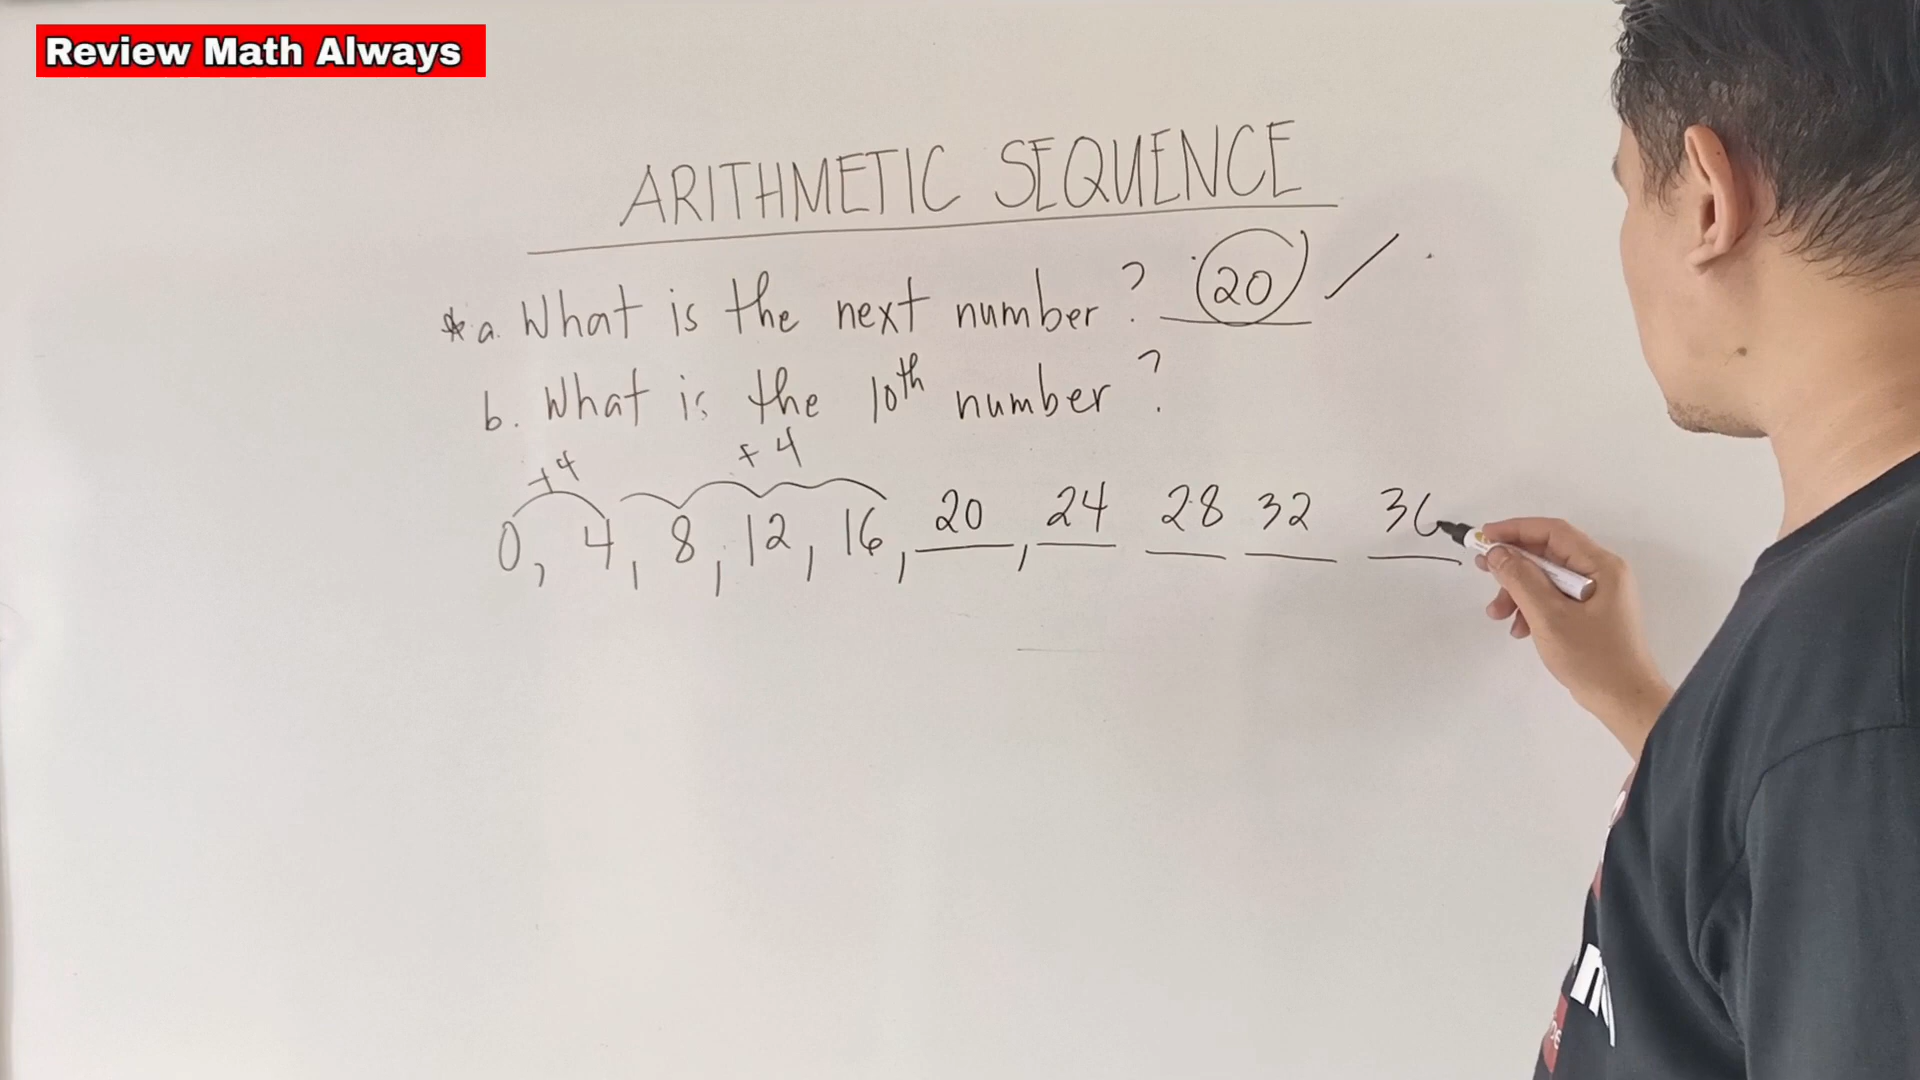 Review Math Always
ARITHMETIC SEQUENCE
* a. What is the next number? 20
b. What is the 10th number?
+4 +4
0, 4, 8, 12, 16, 20, 24 28 32 36